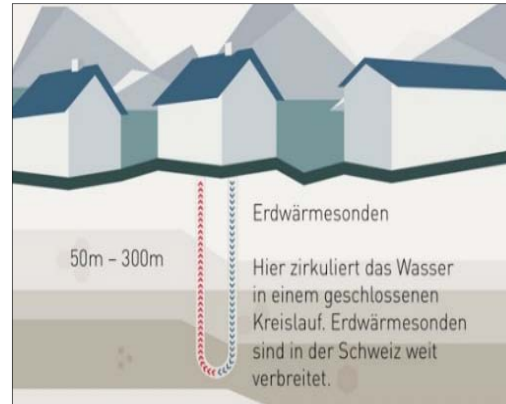 Erdwärmesonden
50m – 300m
Hier zirkuliert das Wasser
in einem geschlossenen
Kreislauf. Erdwärmesonden
sind in der Schweiz weit
verbreitet.